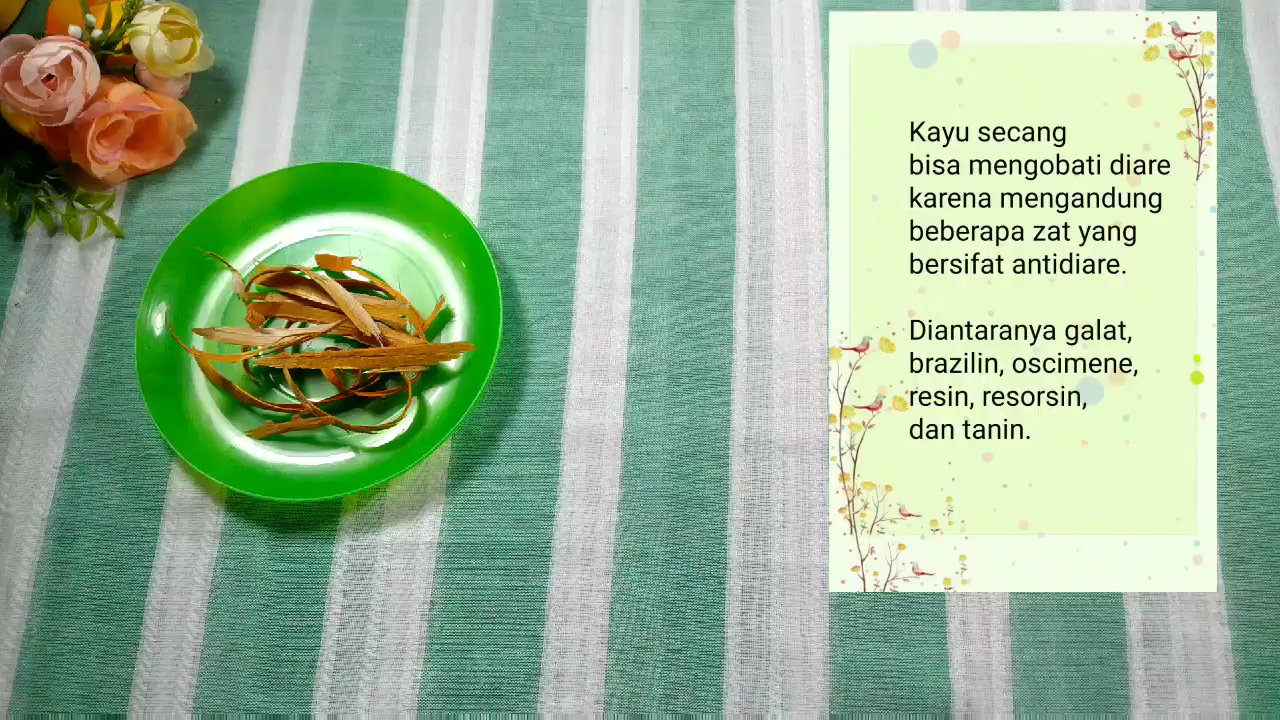 Kayu secang
bisa mengobati diare
karena mengandung
beberapa zat yang
bersifat antidiare.
Diantaranya galat,
brazilin, oscimene,
resin, resorsin,
dan tanin.